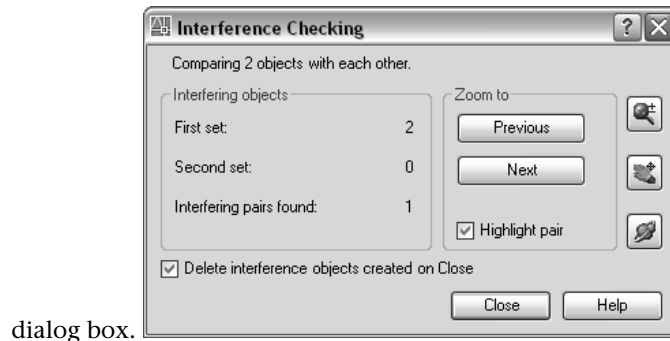 Interference Checking
Comparing 2 objects with each other.
Interfering objects
First set: 2
Second set: 0
Interfering pairs found: 1
Zoom to
Previous
Next
Highlight pair
Delete interference objects created on Close
Close
Help
dialog box.